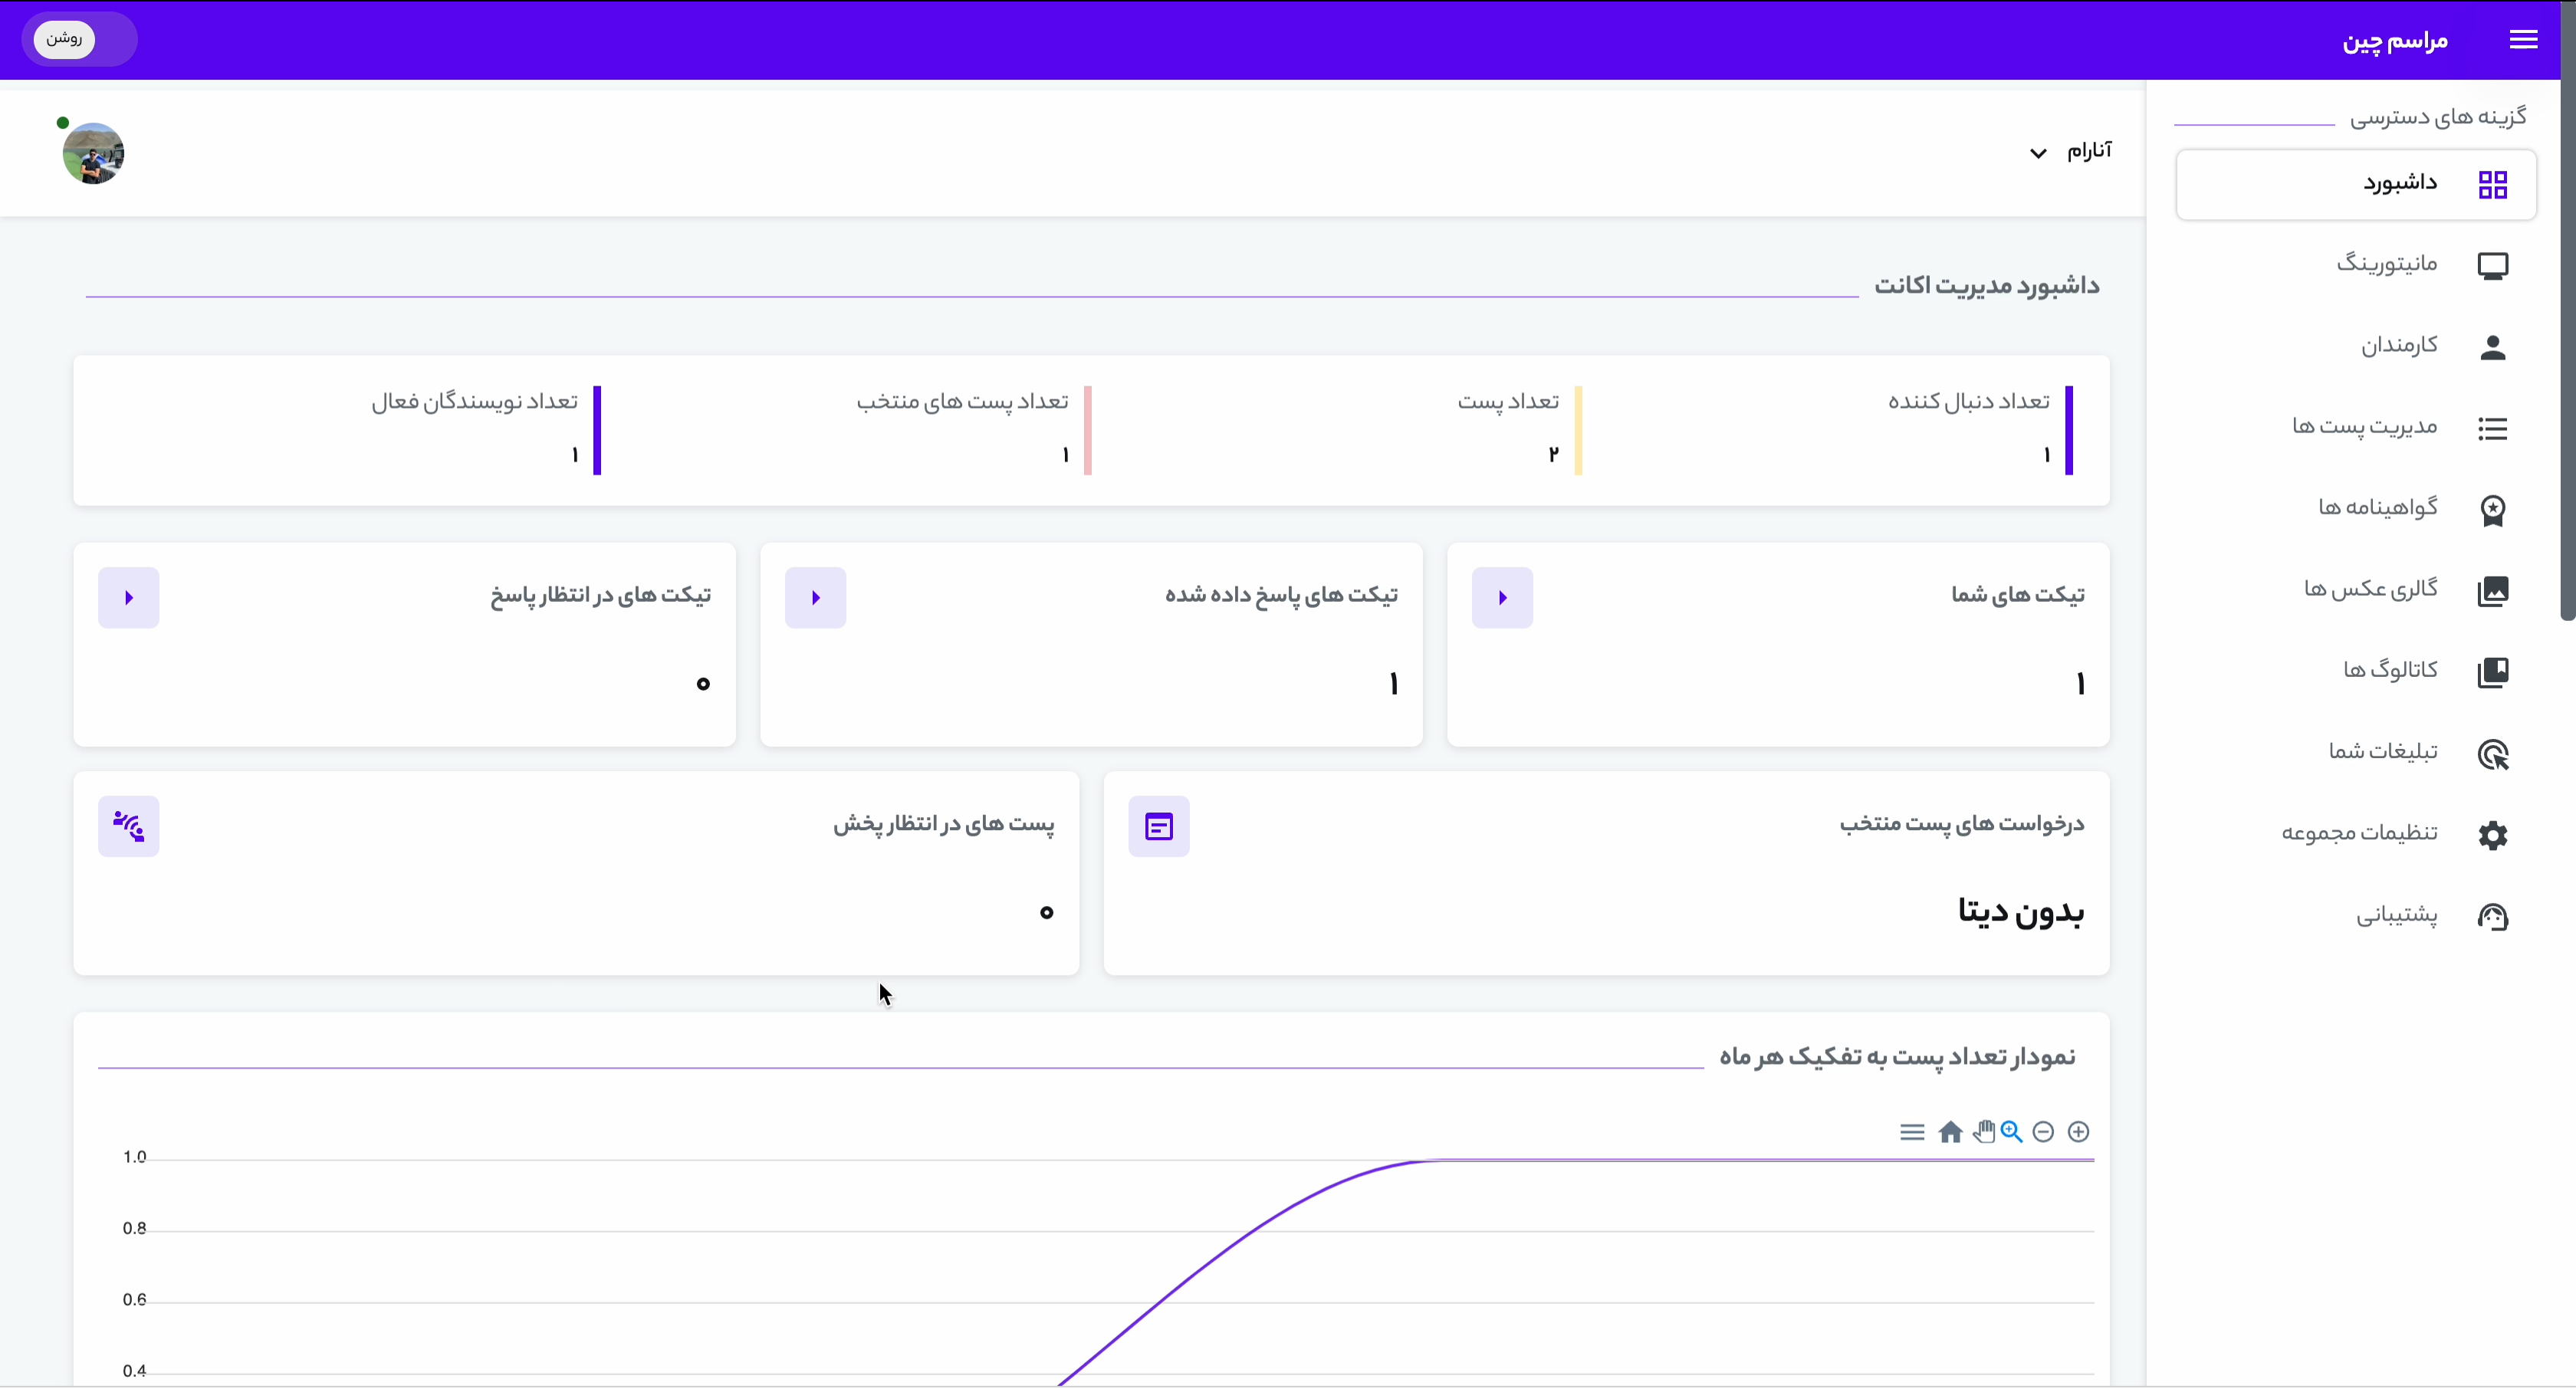 مراسم چین
روشن
گزینه های دسترسی
داشبورد
مانیتورینگ
کارمندان
مدیریت پست ها
گواهینامه ها
گالری عکس ها
کاتالوگ ها
تبلیغات شما
تنظیمات مجموعه
پشتیبانی
آنارام
داشبورد مدیریت اکانت
تعداد دنبال کننده
۱
تعداد پست
۲
تعداد پست های منتخب
۱
تعداد نویسندگان فعال
۱
تیکت های شما
۱
تیکت های پاسخ داده شده
۱
تیکت های در انتظار پاسخ
۰
درخواست های پست منتخب
بدون دیتا
پست های در انتظار پخش
۰
نمودار تعداد پست به تفکیک هر ماه
1.0
0.8
0.6
0.4